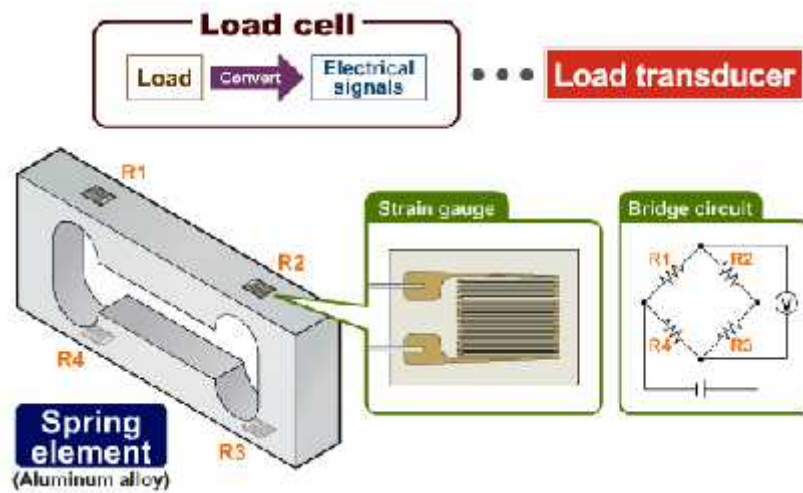 Load cell
Load
Convert
Electrical
signals
Load transducer
R1
R2
R4
R3
Strain gauge
Bridge circuit
R1
R2
R4
R3
V
Spring
element
(Aluminum alloy)